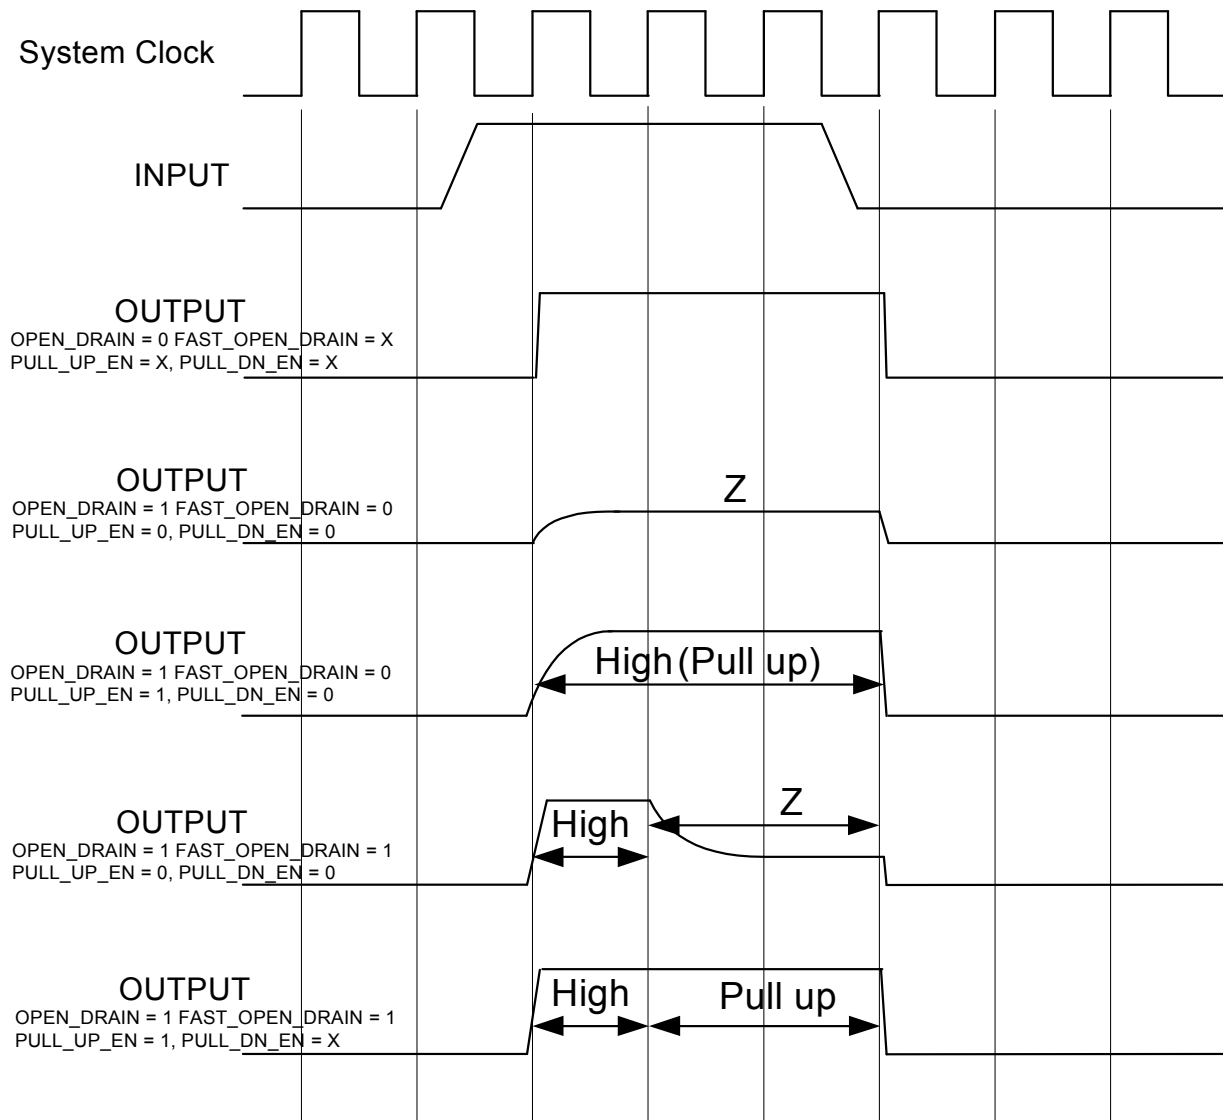 System Clock
INPUT
OUTPUT
OPEN_DRAIN = 0 FAST_OPEN_DRAIN = X
PULL_UP_EN = X, PULL_DN_EN = X
OUTPUT
OPEN_DRAIN = 1 FAST_OPEN_DRAIN = 0
PULL_UP_EN = 0, PULL_DN_EN = 0
Z
OUTPUT
OPEN_DRAIN = 1 FAST_OPEN_DRAIN = 0
PULL_UP_EN = 1, PULL_DN_EN = 0
High (Pull up)
OUTPUT
OPEN_DRAIN = 1 FAST_OPEN_DRAIN = 1
PULL_UP_EN = 0, PULL_DN_EN = 0
High
Z
OUTPUT
OPEN_DRAIN = 1 FAST_OPEN_DRAIN = 1
PULL_UP_EN = 1, PULL_DN_EN = X
High
Pull up